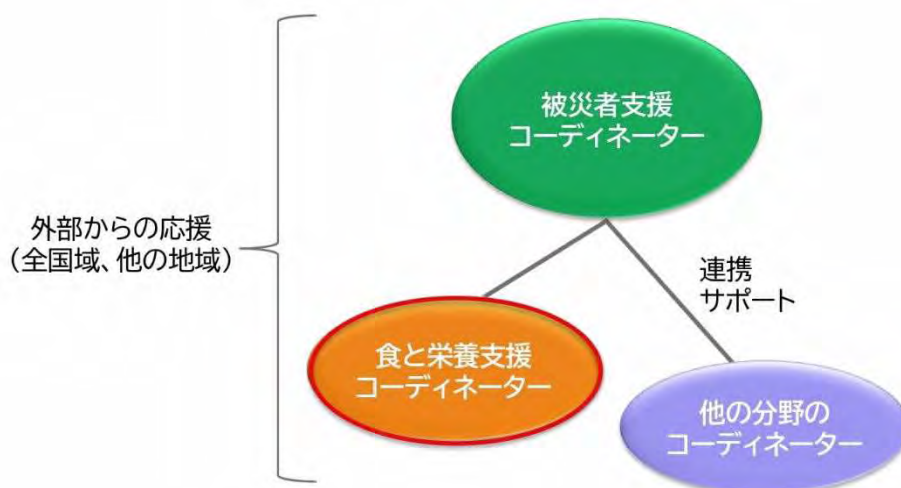 被災者支援
コーディネーター
外部からの応援
（全国域、他の地域）
連携
サポート
食と栄養支援
コーディネーター
他の分野の
コーディネーター